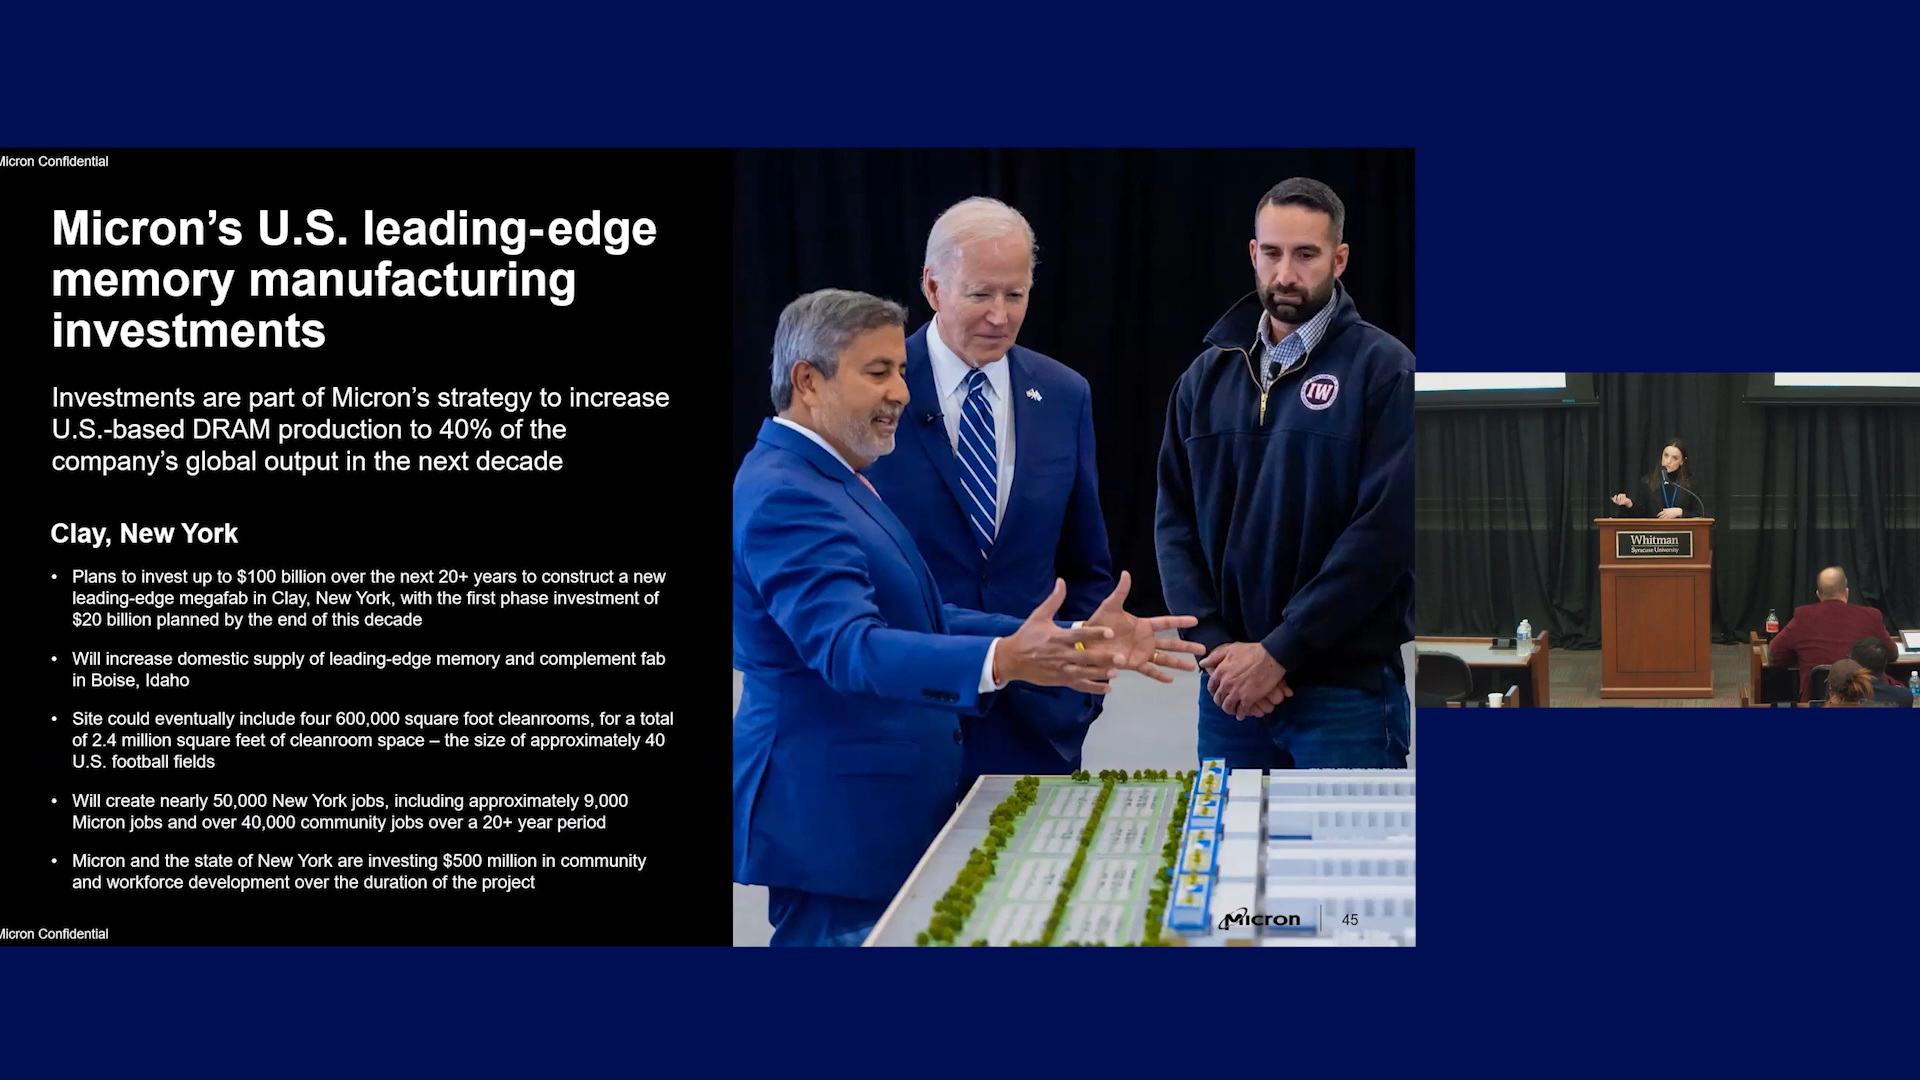 Micron Confidential
Micron's U.S. leading-edge
memory manufacturing
investments
Investments are part of Micron's strategy to increase
U.S.-based DRAM production to 40% of the
company's global output in the next decade
Clay, New York
• Plans to invest up to $100 billion over the next 20+ years to construct a new
leading-edge megafab in Clay, New York, with the first phase investment of
$20 billion planned by the end of this decade
• Will increase domestic supply of leading-edge memory and complement fab
in Boise, Idaho
• Site could eventually include four 600,000 square foot cleanrooms, for a total
of 2.4 million square feet of cleanroom space – the size of approximately 40
U.S. football fields
• Will create nearly 50,000 New York jobs, including approximately 9,000
Micron jobs and over 40,000 community jobs over a 20+ year period
• Micron and the state of New York are investing $500 million in community
and workforce development over the duration of the project
Micron Confidential
IW
Micron 45
Whitman
Syracuse University